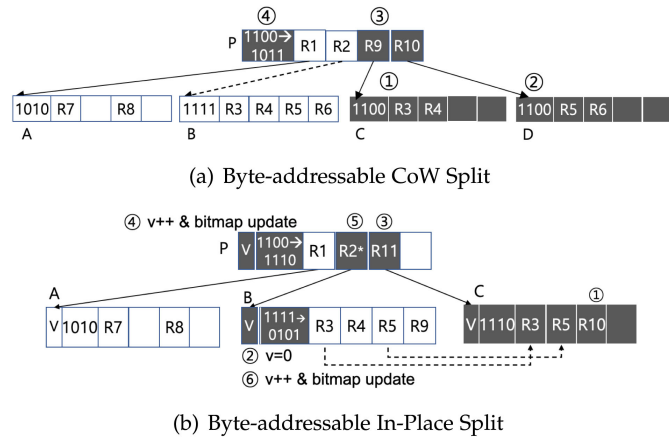 ④ ③
P 1100→ 1011 R1 R2 R9 R10
① ②
1010 R7 R8 1111 R3 R4 R5 R6 1100 R3 R4 1100 R5 R6
A B C D
(a) Byte-addressable CoW Split
④ v++ & bitmap update ⑤ ③
P V 1100→ 1110 R1 R2* R11
A B C ①
V 1010 R7 R8 V 1111→ 0101 R3 R4 R5 R9 V 1110 R3 R5 R10
② v=0
⑥ v++ & bitmap update
(b) Byte-addressable In-Place Split